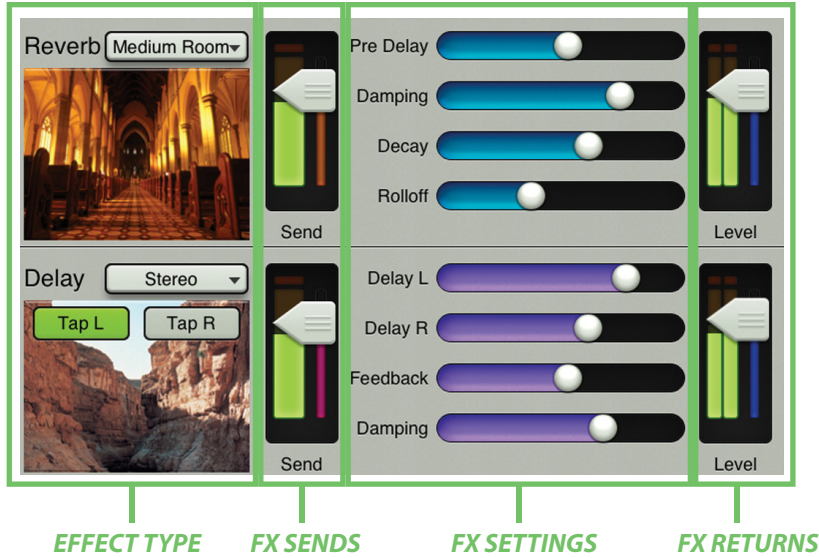 Reverb Medium Room
Pre Delay
Damping
Decay
Rolloff
Send
Level
Delay Stereo
Tap L Tap R
Delay L
Delay R
Feedback
Damping
Send
Level
EFFECT TYPE FX SENDS FX SETTINGS FX RETURNS